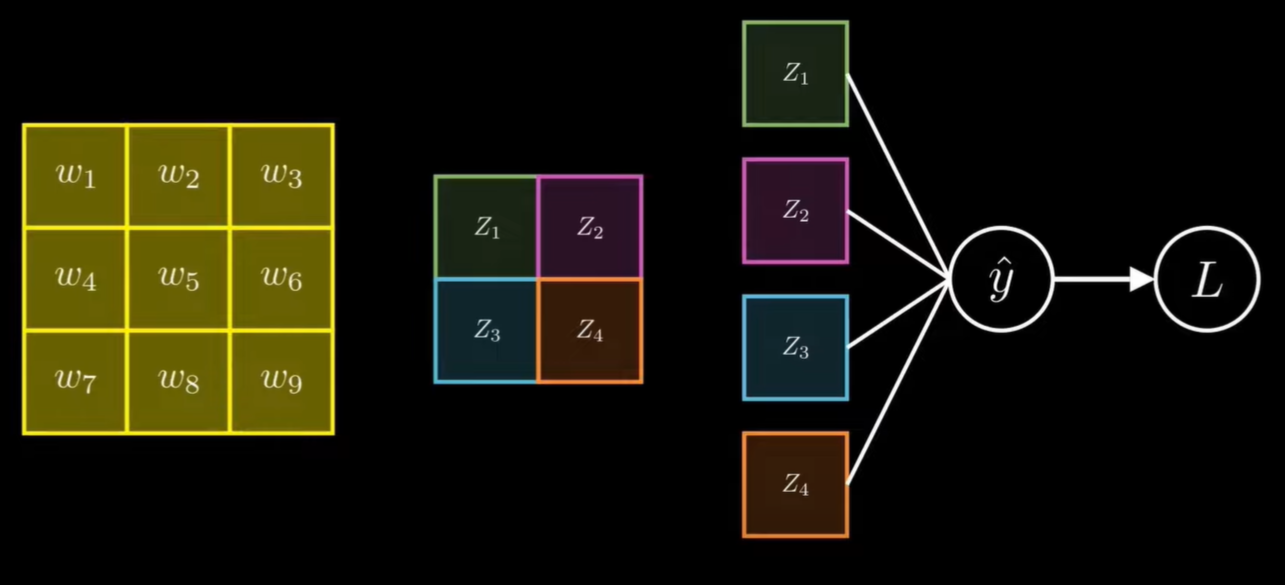 w₁ w₂ w₃
w₄ w₅ w₆
w₇ w₈ w₉
Z₁ Z₂
Z₃ Z₄
Z₁
Z₂
Z₃
Z₄
ŷ
L